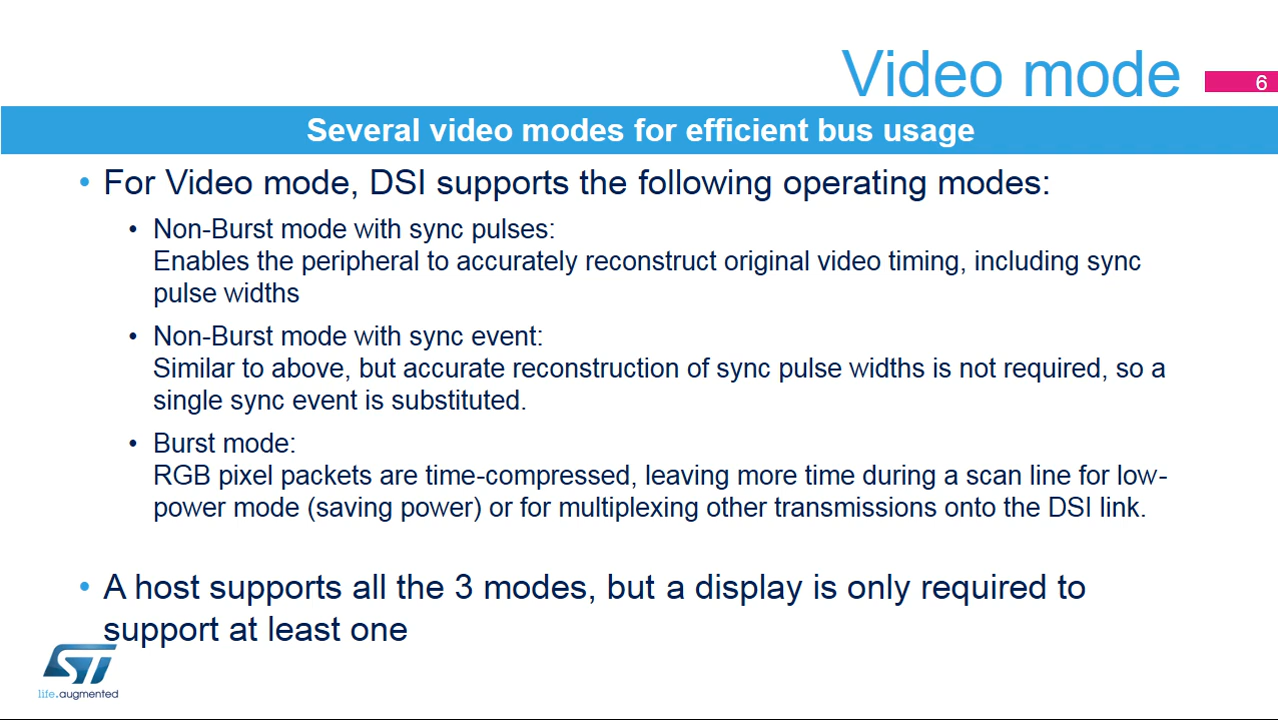 Video mode
6
Several video modes for efficient bus usage
• For Video mode, DSI supports the following operating modes:
• Non-Burst mode with sync pulses:
Enables the peripheral to accurately reconstruct original video timing, including sync
pulse widths
• Non-Burst mode with sync event:
Similar to above, but accurate reconstruction of sync pulse widths is not required, so a
single sync event is substituted.
• Burst mode:
RGB pixel packets are time-compressed, leaving more time during a scan line for low-
power mode (saving power) or for multiplexing other transmissions onto the DSI link.
• A host supports all the 3 modes, but a display is only required to
support at least one
ST
life.augmented